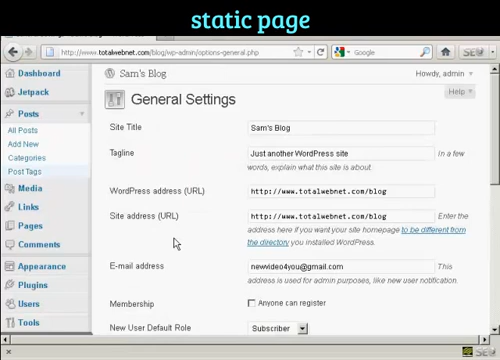 static page
http://www.totalwebnet.com/blog/wp-admin/options-general.php
Google
SEO
Dashboard
Sam's Blog
Howdy, admin
Jetpack
Help
General Settings
Posts
All Posts
Add New
Categories
Post Tags
Media
Links
Pages
Comments
Appearance
Plugins
Users
Tools
Site Title
Sam's Blog
Tagline
Just another WordPress site
In a few
words, explain what this site is about
WordPress address (URL)
http://www.totalwebnet.com/blog
Site address (URL)
http://www.totalwebnet.com/blog
Enter the
address here if you want your site homepage to be different from
the directory you installed WordPress.
E-mail address
newvideo4you@gmail.com
This
address is used for admin purposes, like new user notification.
Membership
Anyone can register
New User Default Role
Subscriber
SEO